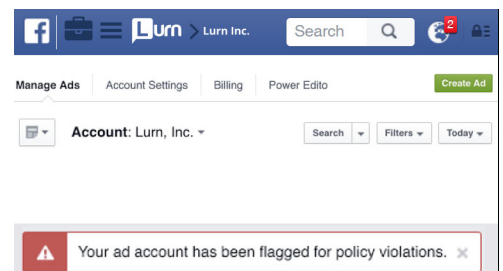 Lurn > Lurn Inc. Search 2
Manage Ads Account Settings Billing Power Edito Create Ad
Account: Lurn, Inc. Search Filters Today
Your ad account has been flagged for policy violations. ×